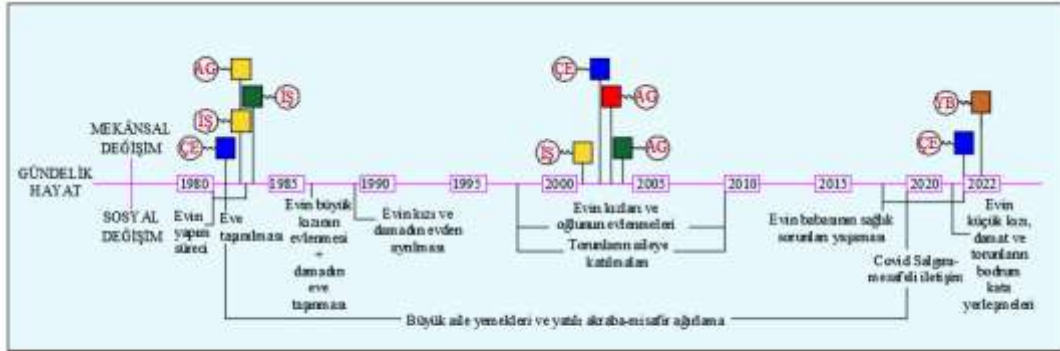 AG
İŞ
İŞ
ÇE
ÇE
AG
İŞ
AG
YB
ÇE
MEKÂNSAL
DEĞİŞİM
GÜNDELİK
HAYAT
SOSYAL
DEĞİŞİM
1980
1985
1990
1995
2000
2005
2010
2015
2020
2022
Evin
yapım
süreci
Eve
taşınılması
Evin büyük
kızının
evlenmesi
+
damadın
eve
taşınması
Evin kızı ve
damadın evden
ayrılması
Evin kızları ve
oğlunun evlenmeleri
Torunların aileye
katılmaları
Evin babasının sağlık
sorunları yaşaması
Covid Salgını-
mesafeli iletişim
Evin
küçük kızı,
damat ve
torunların
bodrum
kata
yerleşmeleri
Büyük aile yemekleri ve yatılı akraba-misafir ağırlama